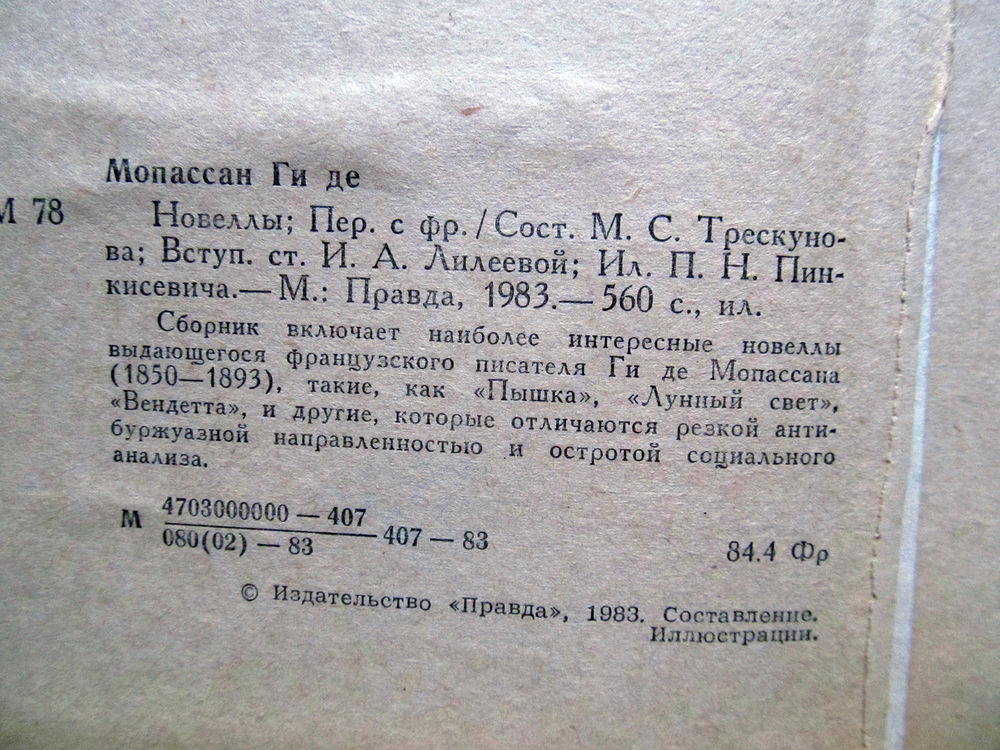 Мопассан Ги де
М 78
Новеллы; Пер. с фр./Сост. М. С. Трескуно-
ва; Вступ. ст. И. А. Лилеевой; Ил. П. Н. Пин-
кисевича.— М.: Правда, 1983.— 560 с., ил.
Сборник включает наиболее интересные новеллы
выдающегося французского писателя Ги де Мопассана
(1850—1893), такие, как «Пышка», «Лунный свет»,
«Вендетта», и другие, которые отличаются резкой анти-
буржуазной направленностью и остротой социального
анализа.
М 4703000000—407
080(02)—83
407—83
84.4 Фр
© Издательство «Правда», 1983. Составление.
Иллюстрации.